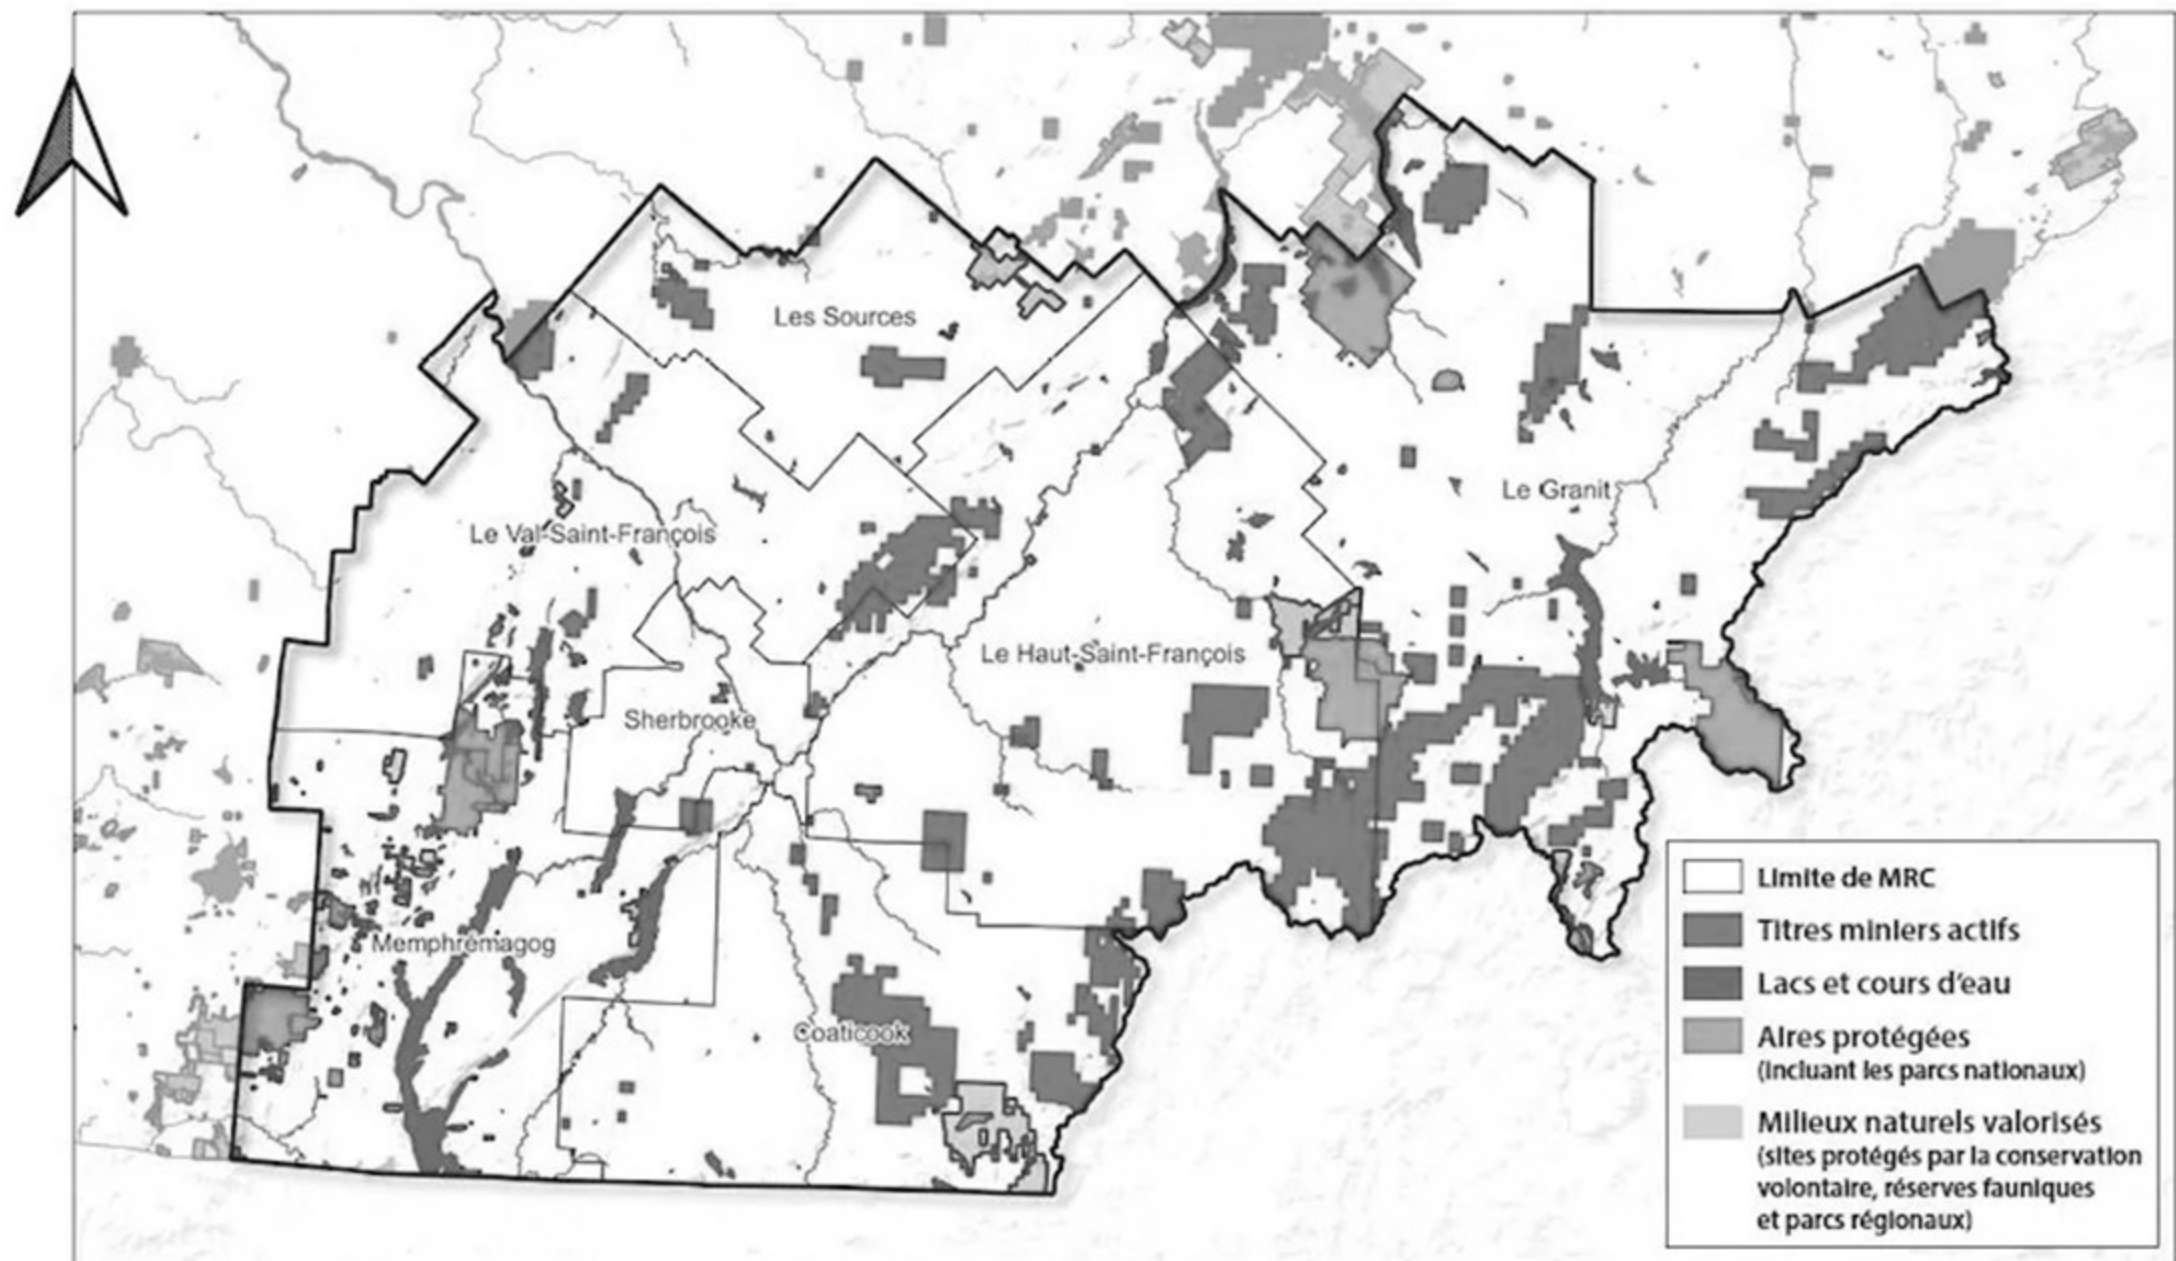 Les Sources
Le Granit
Le Val-Saint-François
Le Haut-Saint-François
Sherbrooke
Memphrémagog
Coaticook
Limite de MRC
Titres miniers actifs
Lacs et cours d'eau
Aires protégées
(incluant les parcs nationaux)
Milieux naturels valorisés
(sites protégés par la conservation
volontaire, réserves fauniques
et parcs régionaux)